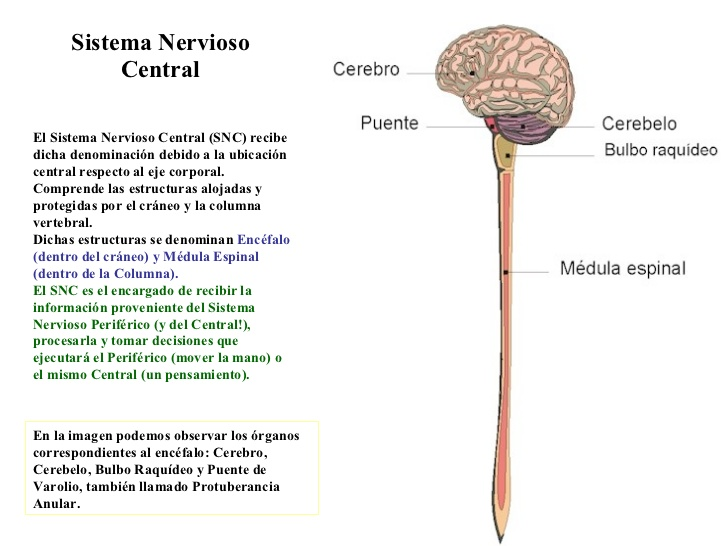 Sistema Nervioso
Central
El Sistema Nervioso Central (SNC) recibe
dicha denominación debido a la ubicación
central respecto al eje corporal.
Comprende las estructuras alojadas y
protegidas por el cráneo y la columna
vertebral.
Dichas estructuras se denominan Encéfalo
(dentro del cráneo) y Médula Espinal
(dentro de la Columna).
El SNC es el encargado de recibir la
información proveniente del Sistema
Nervioso Periférico (y del Central!),
procesarla y tomar decisiones que
ejecutará el Periférico (mover la mano) o
el mismo Central (un pensamiento).
En la imagen podemos observar los órganos
correspondientes al encéfalo: Cerebro,
Cerebelo, Bulbo Raquídeo y Puente de
Varolio, también llamado Protuberancia
Anular.
Cerebro
Puente
Cerebelo
Bulbo raquídeo
Médula espinal